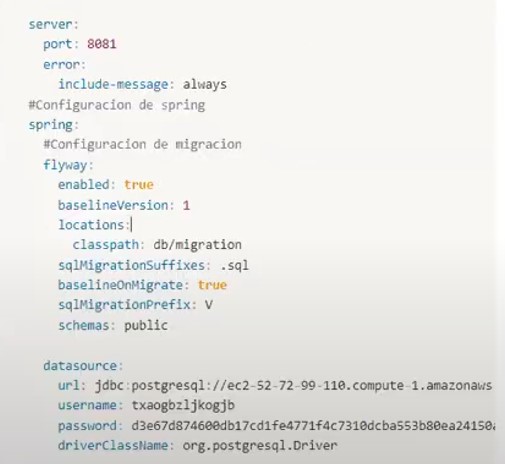 server:
port: 8081
error:
include-message: always
#Configuracion de spring
spring:
#Configuracion de migracion
flyway:
enabled: true
baselineVersion: 1
locations:
classpath: db/migration
sqlMigrationSuffixes: .sql
baselineOnMigrate: true
sqlMigrationPrefix: V
schemas: public
datasource:
url: jdbc:postgresql://ec2-52-72-99-110.compute-1.amazonaws
username: txaogbzljkogjb
password: d3e67d874600db17cd1fe4771f4c7310dcba553b80ea24150
driverClassName: org.postgresql.Driver